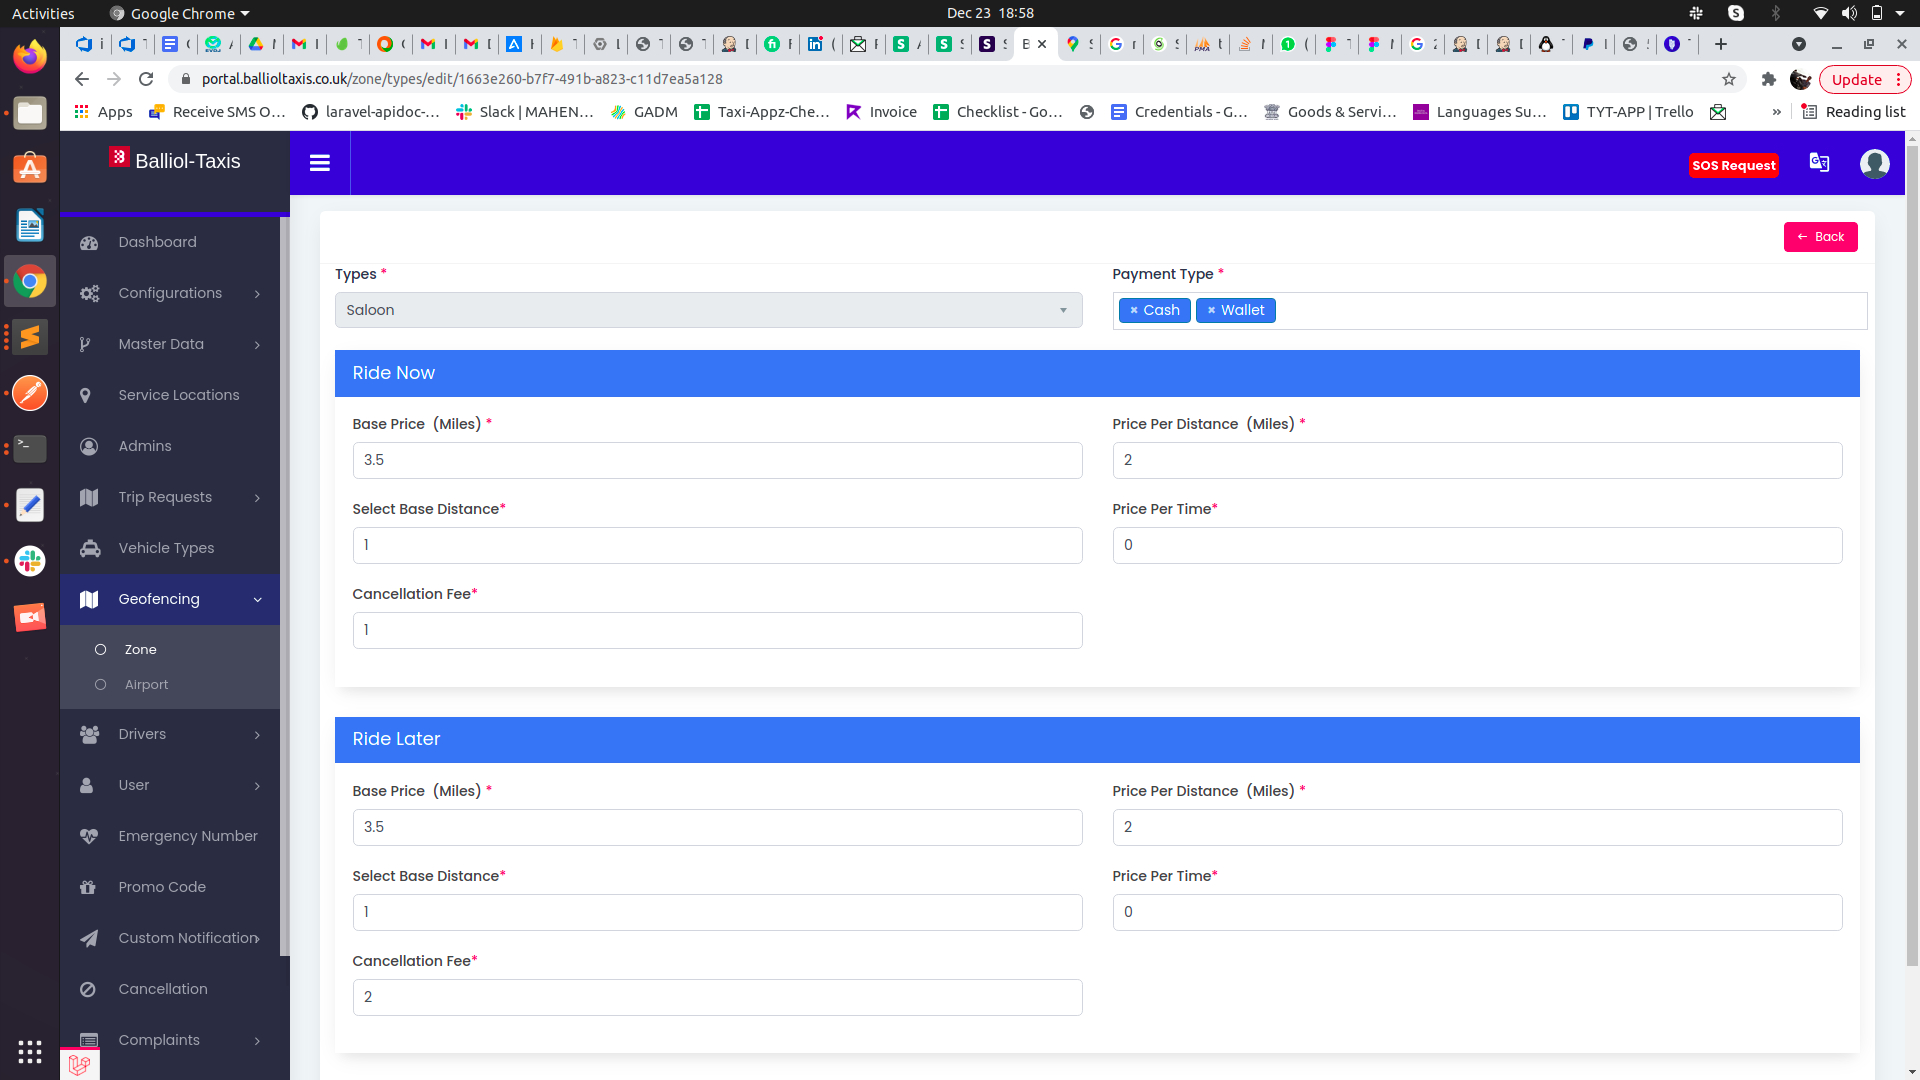 Activities
Google Chrome
Dec 23 18:58
portal.ballioltaxis.co.uk/zone/types/edit/1663e260-b7f7-491b-a823-c11d7ea5a128
Update
Apps
Receive SMS O...
laravel-apidoc-...
Slack | MAHEN...
GADM
Taxi-Appz-Che...
Invoice
Checklist - Go...
Credentials - G...
Goods & Servi...
Languages Su...
TYT-APP | Trello
»
Reading list
Balliol-Taxis
SOS Request
Dashboard
Configurations
Master Data
Service Locations
Admins
Trip Requests
Vehicle Types
Geofencing
Zone
Airport
Drivers
User
Emergency Number
Promo Code
Custom Notification
Cancellation
Complaints
← Back
Types *
Payment Type *
Saloon
× Cash × Wallet
Ride Now
Base Price (Miles) *
Price Per Distance (Miles) *
3.5
2
Select Base Distance*
Price Per Time*
1
0
Cancellation Fee*
1
Ride Later
Base Price (Miles) *
Price Per Distance (Miles) *
3.5
2
Select Base Distance*
Price Per Time*
1
0
Cancellation Fee*
2